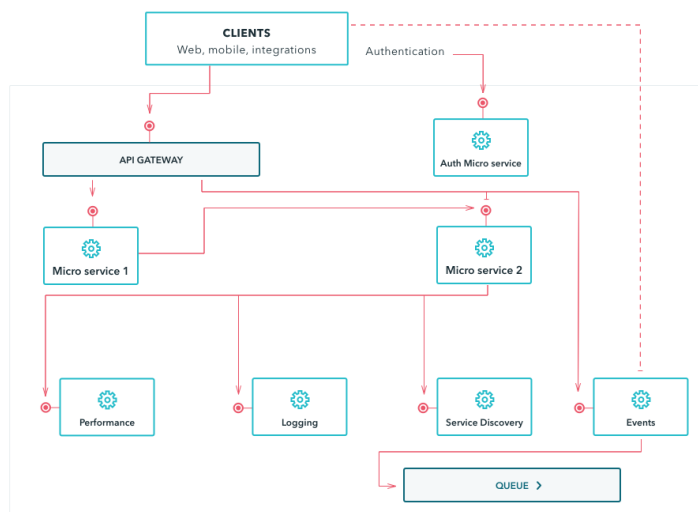 CLIENTS
Web, mobile, integrations
Authentication
API GATEWAY
Auth Micro service
Micro service 1
Micro service 2
Performance
Logging
Service Discovery
Events
QUEUE